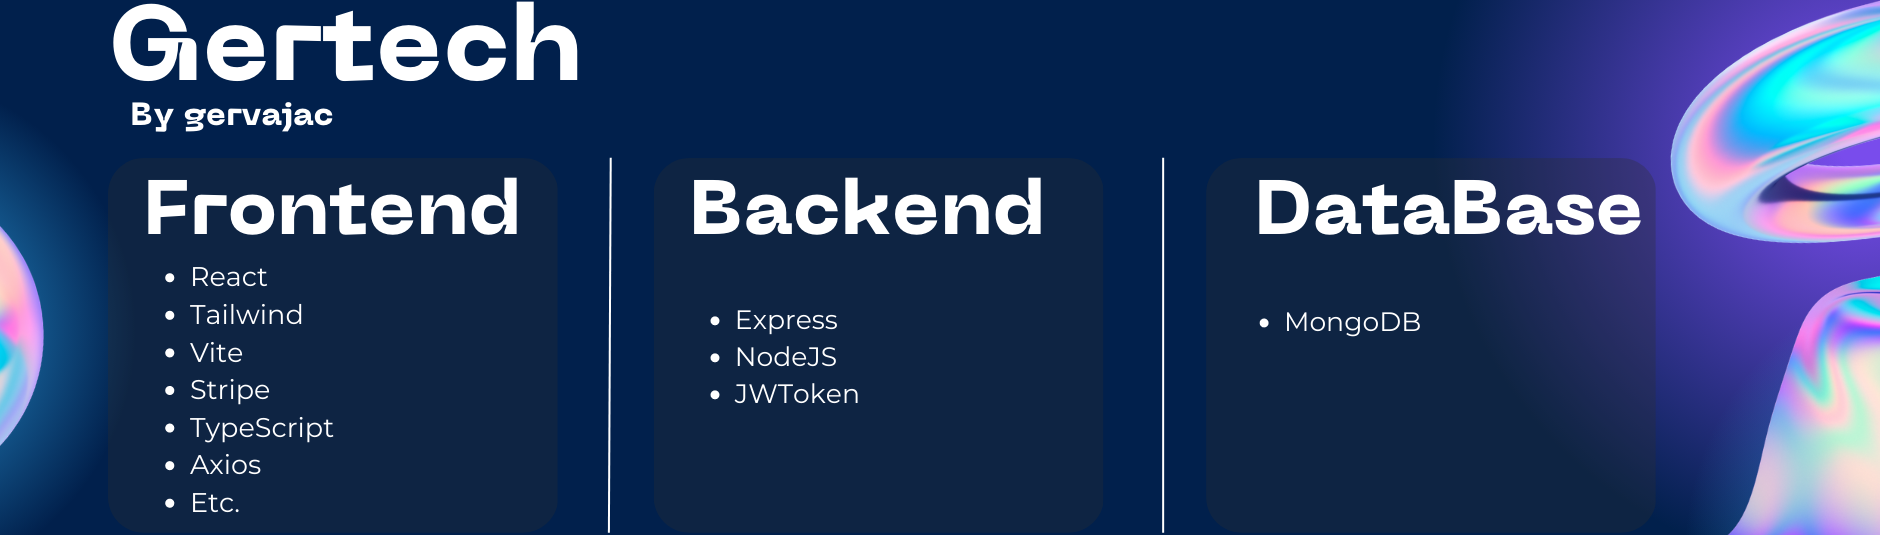 Gertech
By gervajac
Frontend
React
Tailwind
Vite
Stripe
TypeScript
Axios
Etc.
Backend
Express
NodeJS
JWToken
DataBase
MongoDB